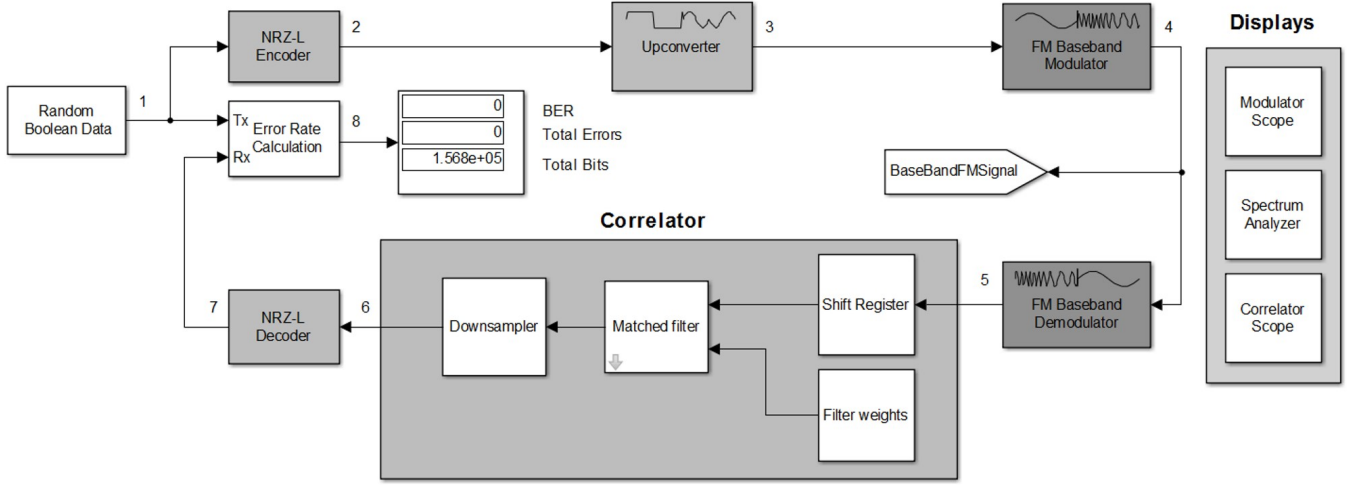 Displays
1
2
3
4
NRZ-L
Encoder
Upconverter
FM Baseband
Modulator
Random
Boolean Data
Tx
Rx
Error Rate
Calculation
8
0
BER
0
Total Errors
1.568e+05
Total Bits
Modulator
Scope
BaseBandFMSignal
Spectrum
Analyzer
Correlator
7
NRZ-L
Decoder
6
Downsampler
Matched filter
Shift Register
Filter weights
5
FM Baseband
Demodulator
Correlator
Scope